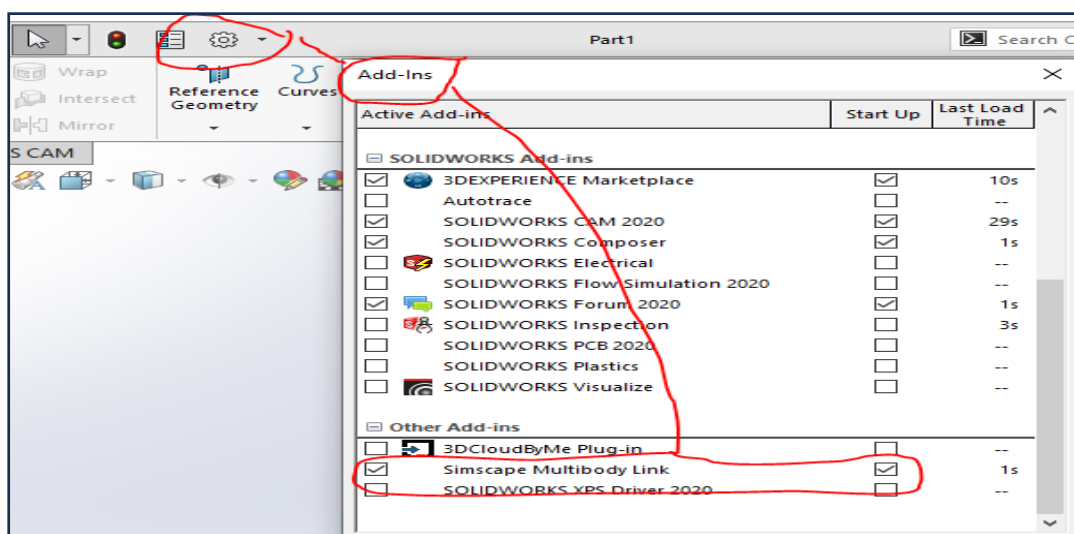 Part1
Search C
Wrap
Intersect
Mirror
Reference
Geometry
Curves
S CAM
Add-Ins
Active Add-ins Start Up Last Load
Time
SOLIDWORKS Add-ins
3DEXPERIENCE Marketplace 10s
Autotrace --
SOLIDWORKS CAM 2020 29s
SOLIDWORKS Composer 1s
SOLIDWORKS Electrical --
SOLIDWORKS Flow Simulation 2020 --
SOLIDWORKS Forum 2020 1s
SOLIDWORKS Inspection 3s
SOLIDWORKS PCB 2020 --
SOLIDWORKS Plastics --
SOLIDWORKS Visualize --
Other Add-ins
3DCloudByMe Plug-in --
Simscape Multibody Link 1s
SOLIDWORKS XPS Driver 2020 --